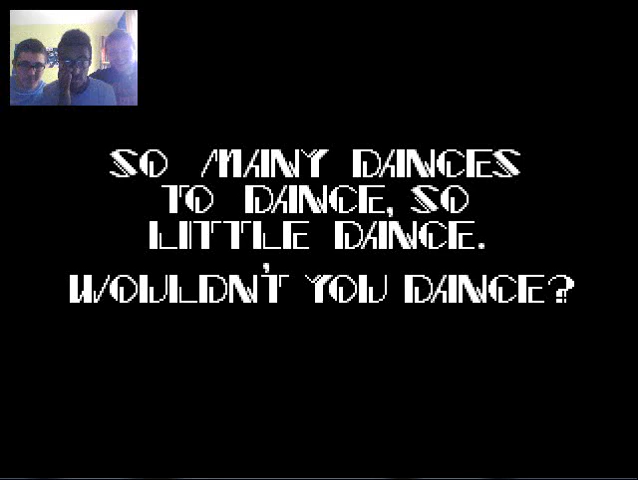 SO MANY DANCES
TO DANCE, SO
LITTLE DANCE.
WOULDN'T YOU DANCE?